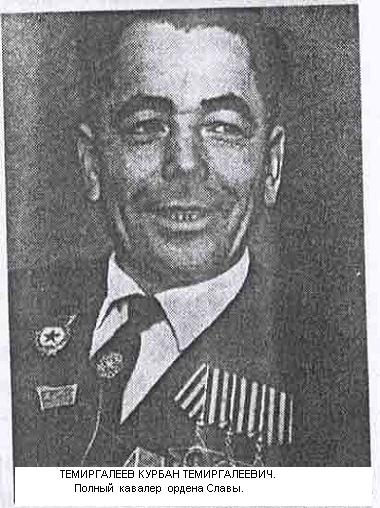 ТЕМИРГАЛЕЕВ КУРБАН ТЕМИРГАЛЕЕВИЧ.
Полный кавалер ордена Славы.